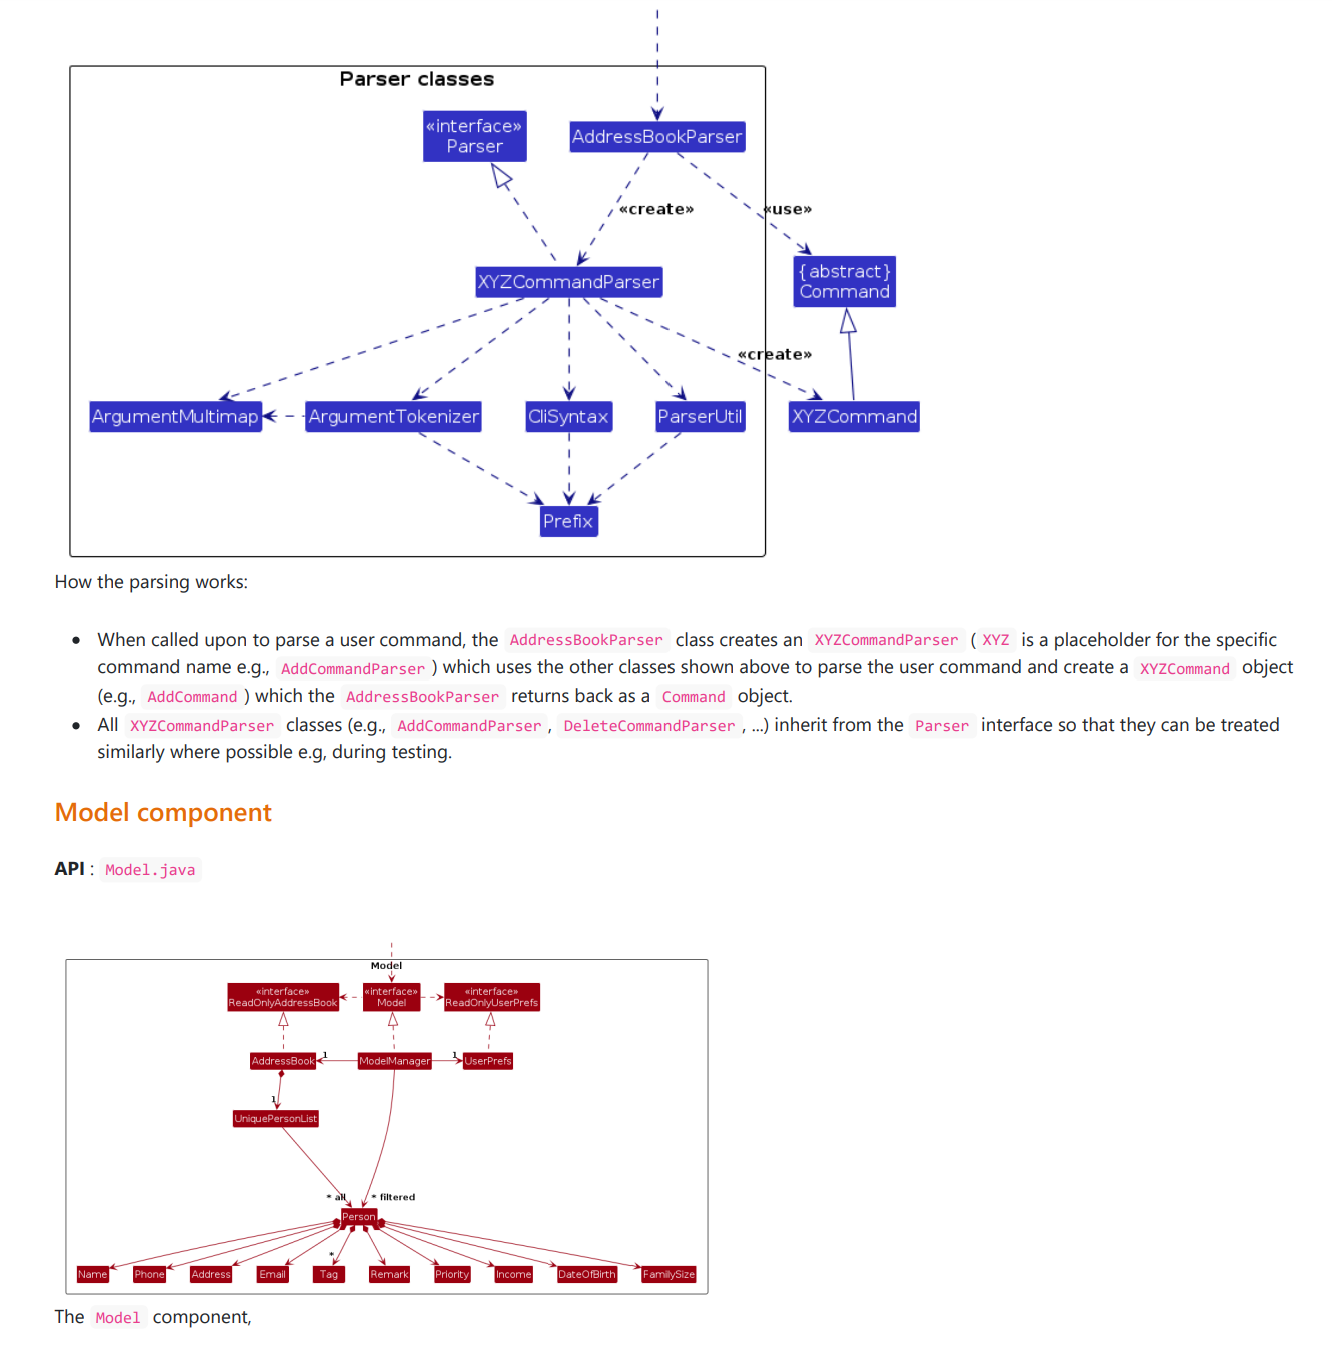 Parser classes
«interface»
Parser
AddressBookParser
«create»
«use»
XYZCommandParser
{abstract}
Command
«create»
ArgumentMultimap
ArgumentTokenizer
CliSyntax
ParserUtil
XYZCommand
Prefix
How the parsing works:
When called upon to parse a user command, the AddressBookParser class creates an XYZCommandParser ( XYZ is a placeholder for the specific
command name e.g., AddCommandParser ) which uses the other classes shown above to parse the user command and create a XYZCommand object
(e.g., AddCommand ) which the AddressBookParser returns back as a Command object.
All XYZCommandParser classes (e.g., AddCommandParser , DeleteCommandParser , ...) inherit from the Parser interface so that they can be treated
similarly where possible e.g, during testing.
Model component
API : Model.java
Model
«interface»
ReadOnlyAddressBook
«interface»
Model
«interface»
ReadOnlyUserPrefs
AddressBook
1
ModelManager
1
UserPrefs
1
UniquePersonList
* all
* filtered
Person
*
Name
Phone
Address
Email
Tag
Remark
Priority
Income
DateOfBirth
FamilySize
The Model component,